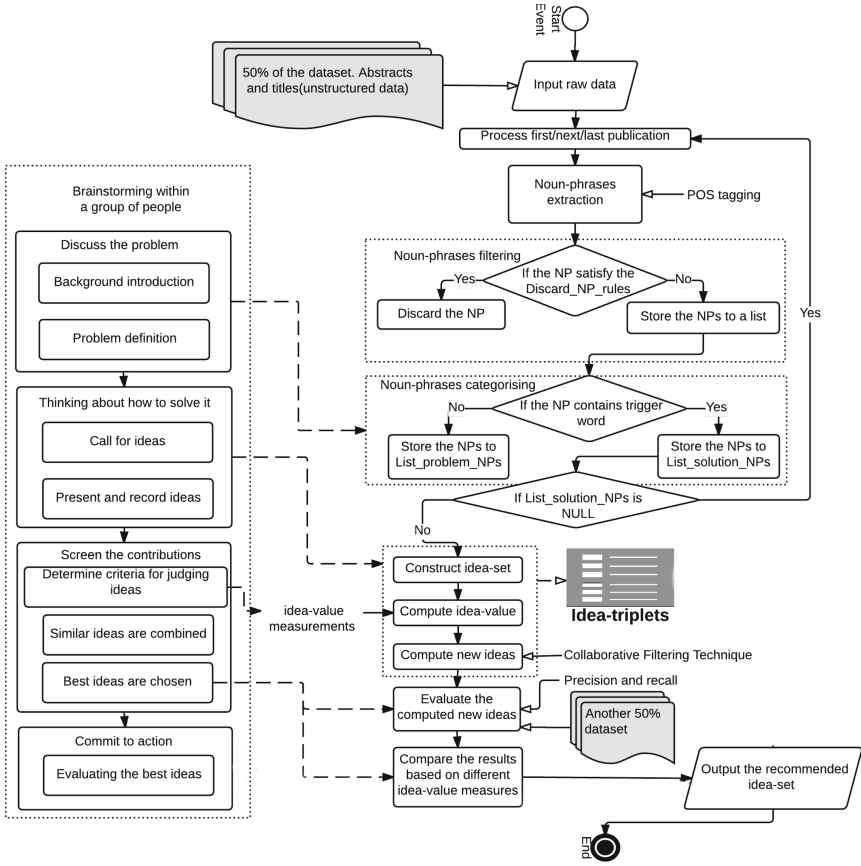 Start
Event
50% of the dataset. Abstracts
and titles(unstructured data)
Input raw data
Process first/next/last publication
Noun-phrases
extraction
POS tagging
Brainstorming within
a group of people
Discuss the problem
Background introduction
Problem definition
Thinking about how to solve it
Call for ideas
Present and record ideas
Screen the contributions
Determine criteria for judging
ideas
Similar ideas are combined
Best ideas are chosen
Commit to action
Evaluating the best ideas
Noun-phrases filtering
If the NP satisfy the
Discard_NP_rules
Yes
No
Discard the NP
Store the NPs to a list
Yes
Noun-phrases categorising
If the NP contains trigger
word
No
Yes
Store the NPs to
List_problem_NPs
Store the NPs to
List_solution_NPs
If List_solution_NPs is
NULL
No
Construct idea-set
Idea-triplets
idea-value
measurements
Compute idea-value
Compute new ideas
Collaborative Filtering Technique
Precision and recall
Evaluate the
computed new ideas
Another 50%
dataset
Compare the results
based on different
idea-value measures
Output the recommended
idea-set
End